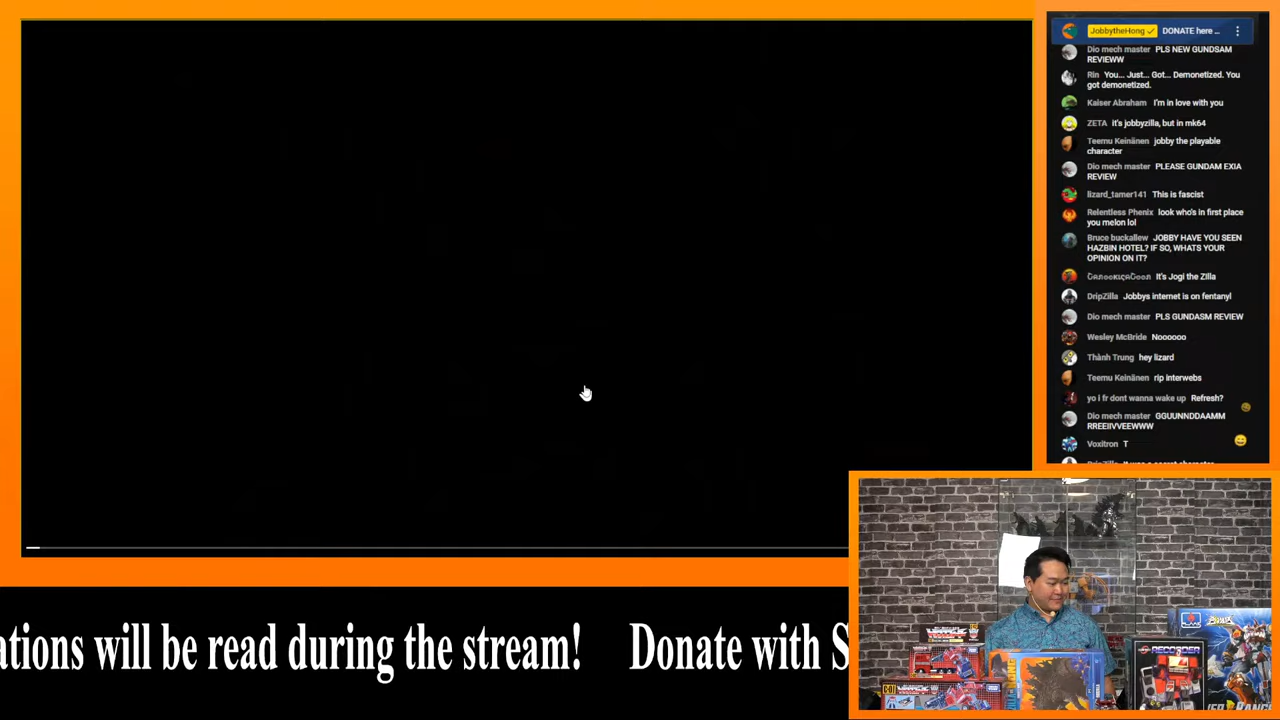 JobbytheHong DONATE here ...
Dio mech master PLS NEW GUNDSAM
REVIEWW
Rin You... Just... Got... Demonetized. You
got demonetized.
Kaiser Abraham I'm in love with you
ZETA it's jobbyzilla, but in mk64
Teemu Keinänen jobby the playable
character
Dio mech master PLEASE GUNDAM EXIA
REVIEW
lizard_tamer141 This is fascist
Relentless Phenix look who's in first place
you melon lol
Bruce buckallew JOBBY HAVE YOU SEEN
HAZBIN HOTEL? IF SO, WHATS YOUR
OPINION ON IT?
It's Jogi the Zilla
DripZilla Jobbys internet is on fentanyl
Dio mech master PLS GUNDASM REVIEW
Wesley McBride Noooooo
Thành Trung hey lizard
Teemu Keinänen rip interwebs
yo i fr dont wanna wake up Refresh?
Dio mech master GGUUNNDDAAMM
RREEIIVVEEWWW
Voxitron T
ations will be read during the stream! Donate with S
RECORDER